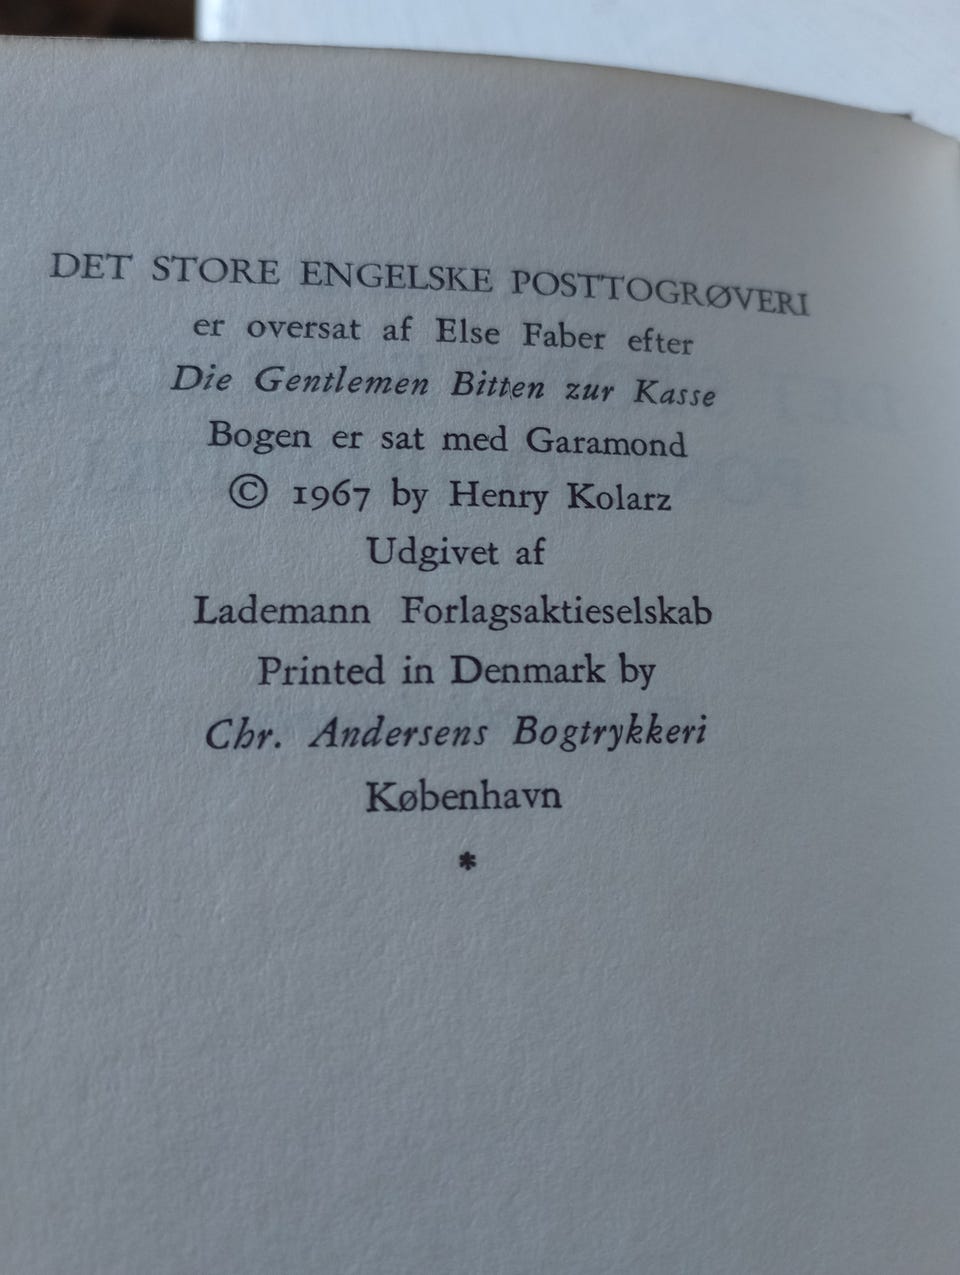 DET STORE ENGELSKE POSTTOGRØVERI
er oversat af Else Faber efter
Die Gentlemen Bitten zur Kasse
Bogen er sat med Garamond
© 1967 by Henry Kolarz
Udgivet af
Lademann Forlagsaktieselskab
Printed in Denmark by
Chr. Andersens Bogtrykkeri
København
*